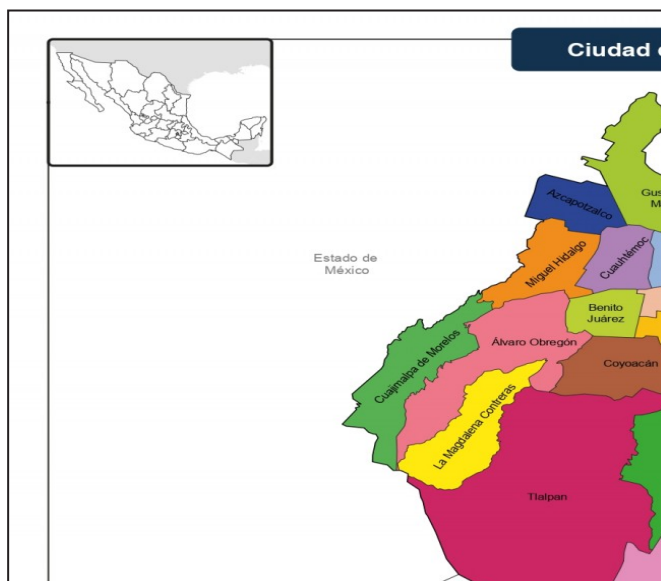 Ciudad
Azcapotzalco
Miguel Hidalgo
Cuauhtémoc
Estado de
México
Benito
Juárez
Álvaro Obregón
Cuajimalpa de Morelos
Coyoacán
La Magdalena Contreras
Tlalpan